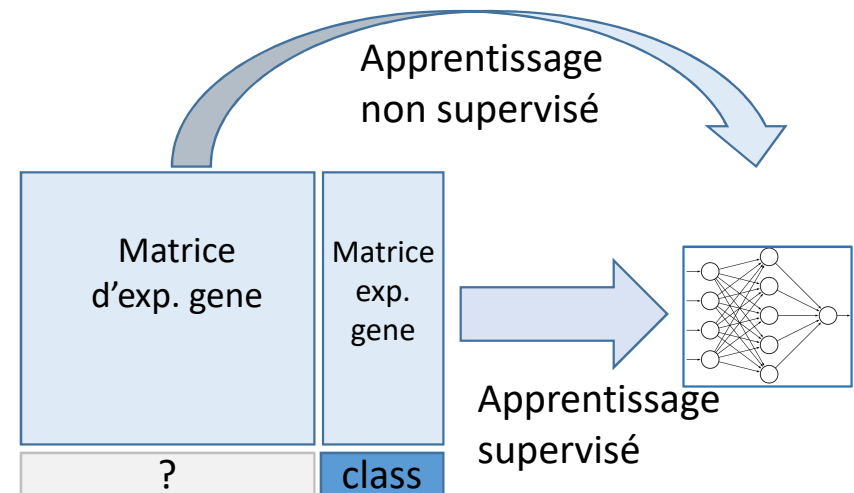 Apprentissage
non supervisé
Matrice
d'exp. gene
Matrice
exp.
gene
Apprentissage
supervisé
?
class